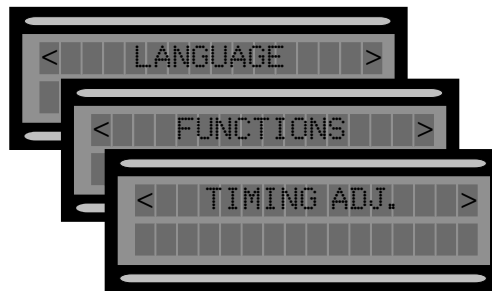 < LANGUAGE >
< FUNCTIONS >
< TIMING ADJ. >